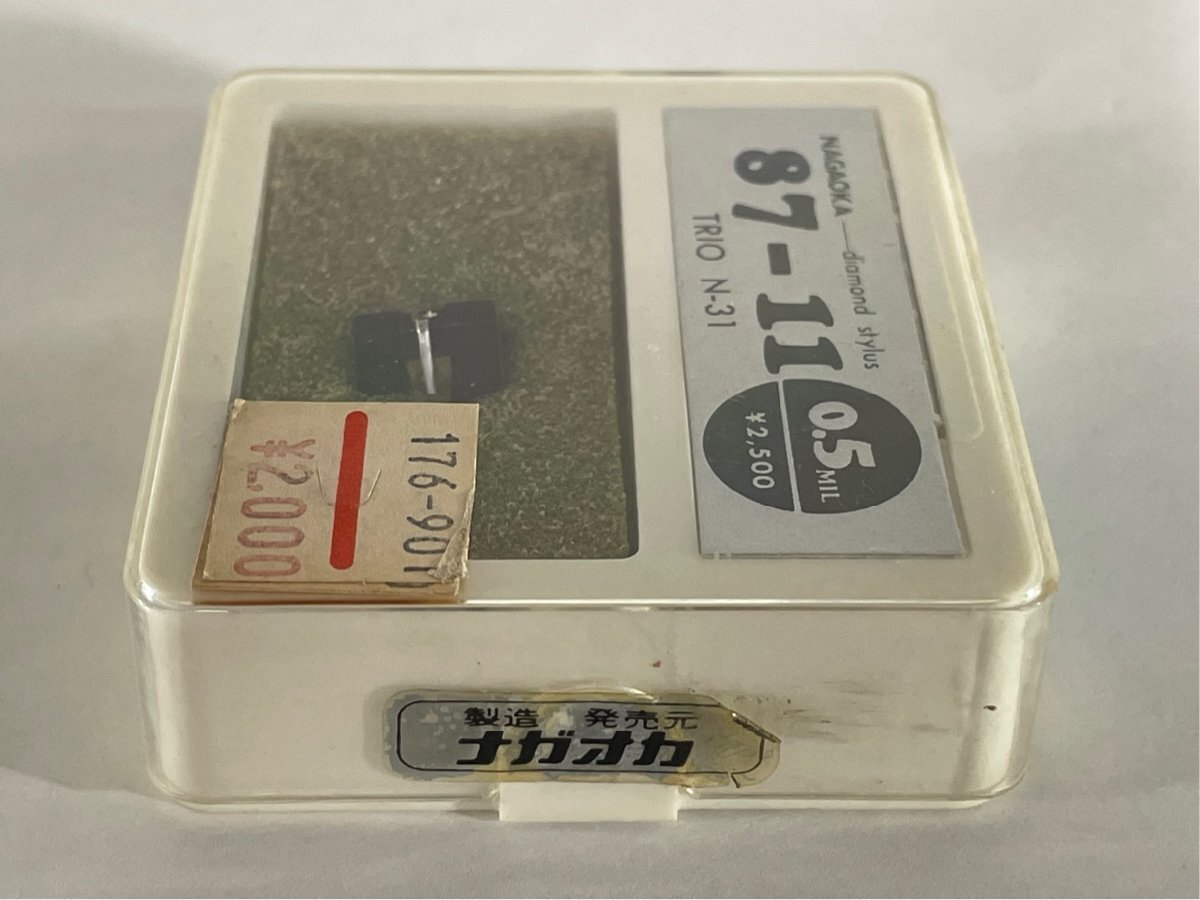 NAGAOKA — diamond stylus
87-11
TRIO N-31
0.5 MIL
¥2,500
¥2,000
製造 発売元
ナガオカ